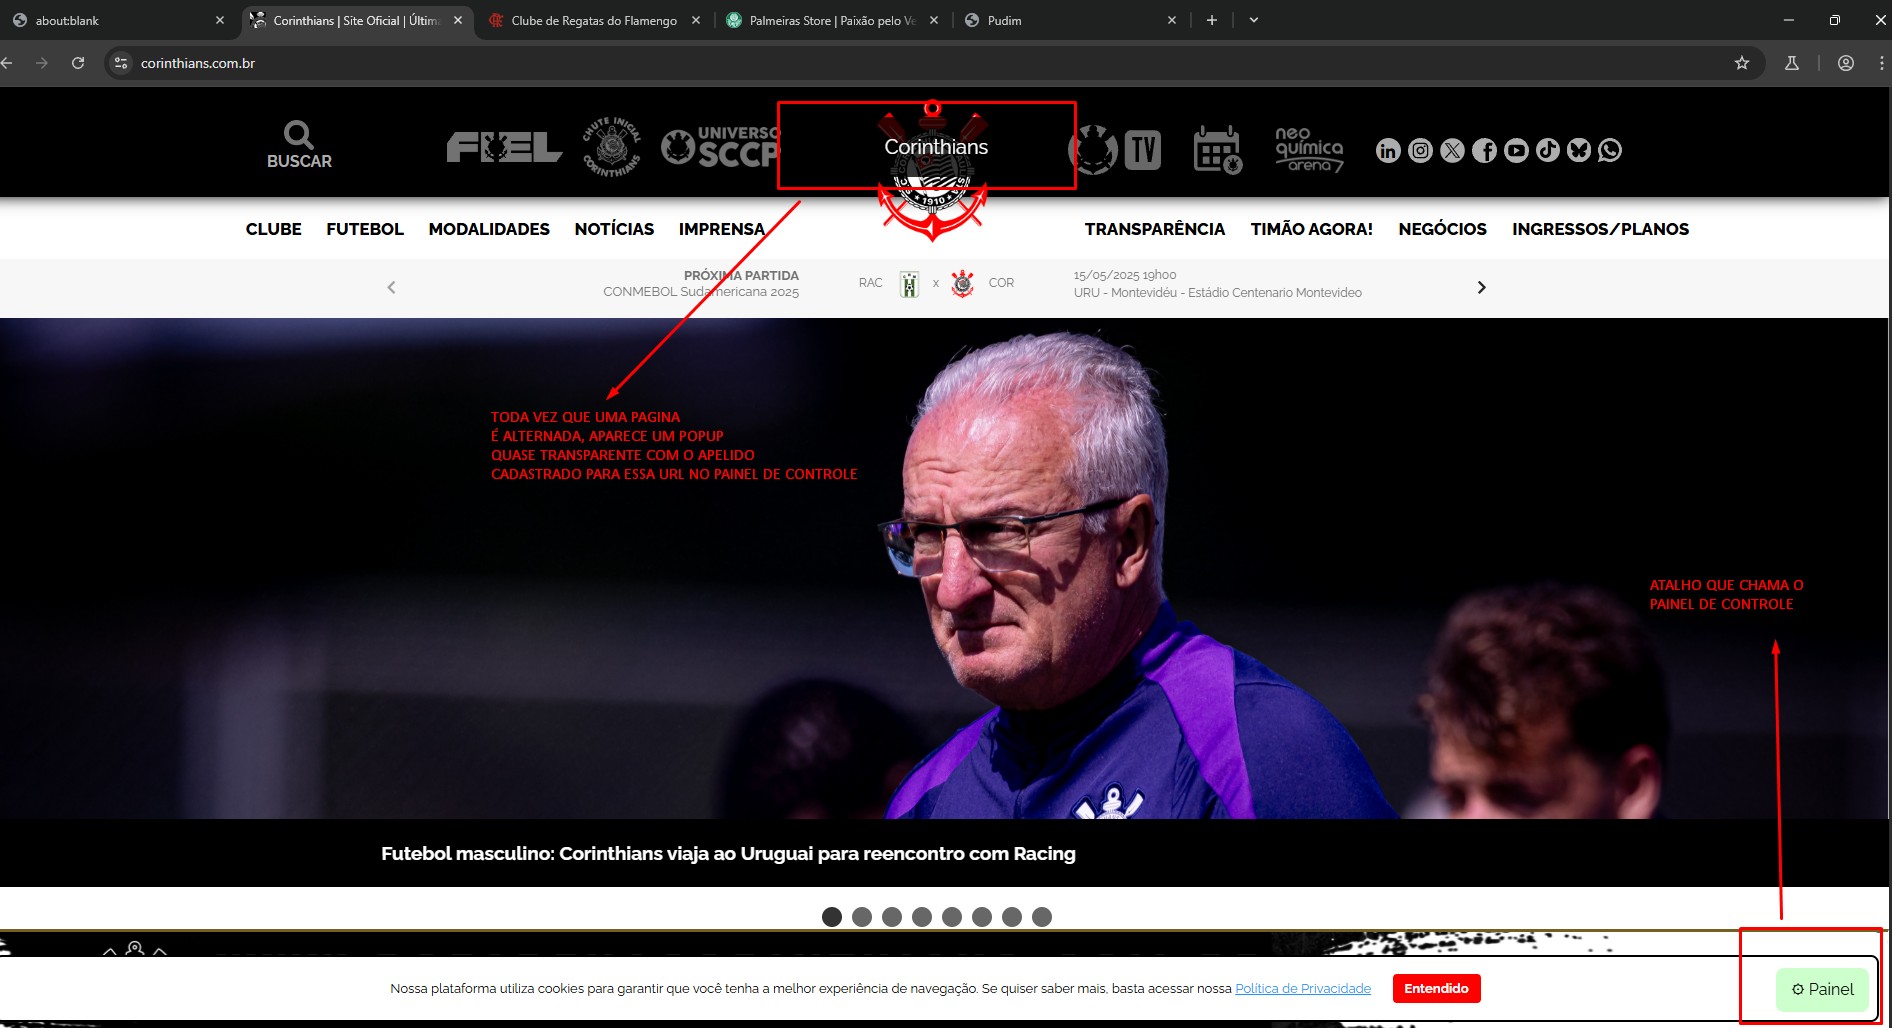 about:blank
Corinthians | Site Oficial | Última
Clube de Regatas do Flamengo
Palmeiras Store | Paixão pelo Ve
Pudim
corinthians.com.br
BUSCAR
FIEL
CHUTE INICIAL
CORINTHIANS
UNIVERSO
SCCP
Corinthians
1910
TV
neo
química
arena
CLUBE
FUTEBOL
MODALIDADES
NOTÍCIAS
IMPRENSA
TRANSPARÊNCIA
TIMÃO AGORA!
NEGÓCIOS
INGRESSOS/PLANOS
PRÓXIMA PARTIDA
CONMEBOL Sudamericana 2025
RAC
x
COR
15/05/2025 19h00
URU - Montevidéu - Estádio Centenario Montevideo
TODA VEZ QUE UMA PAGINA
É ALTERNADA, APARECE UM POPUP
QUASE TRANSPARENTE COM O APELIDO
CADASTRADO PARA ESSA URL NO PAINEL DE CONTROLE
ATALHO QUE CHAMA O
PAINEL DE CONTROLE
Futebol masculino: Corinthians viaja ao Uruguai para reencontro com Racing
Nossa plataforma utiliza cookies para garantir que você tenha a melhor experiência de navegação. Se quiser saber mais, basta acessar nossa Política de Privacidade
Entendido
Painel